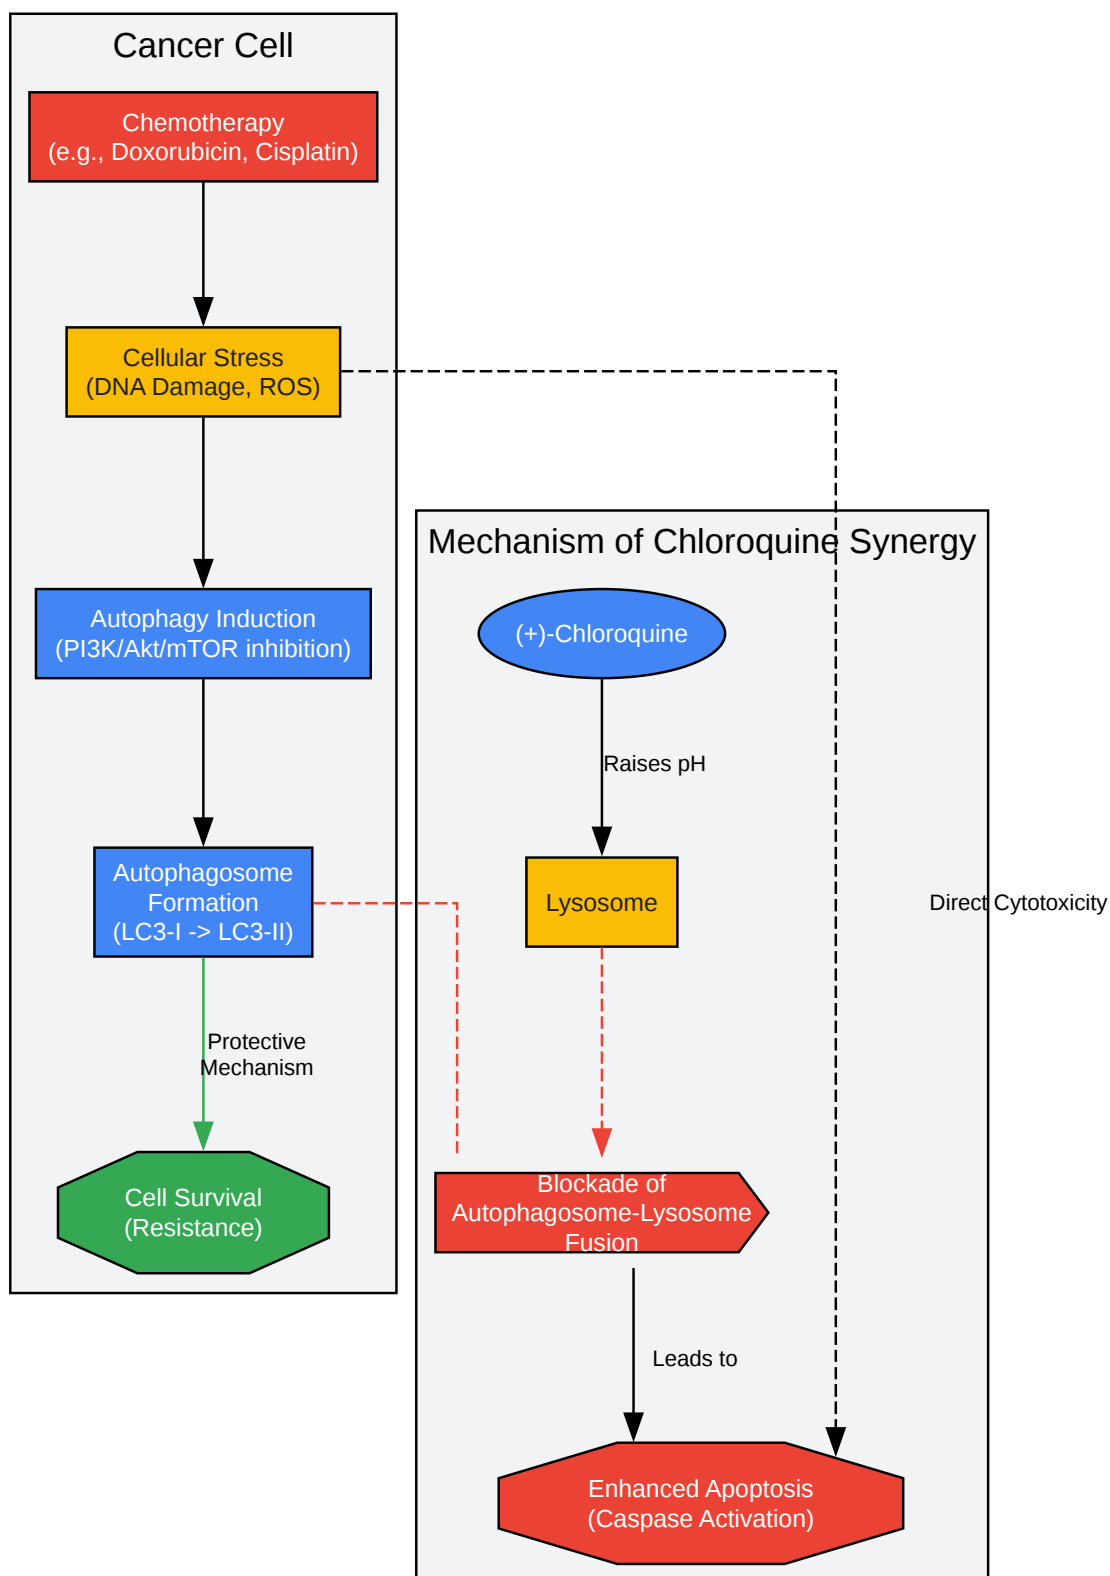 Cancer Cell
Chemotherapy
(e.g., Doxorubicin, Cisplatin)
Cellular Stress
(DNA Damage, ROS)
Autophagy Induction
(PI3K/Akt/mTOR inhibition)
Autophagosome
Formation
(LC3-I -> LC3-II)
Protective
Mechanism
Cell Survival
(Resistance)
Mechanism of Chloroquine Synergy
(+)-Chloroquine
Raises pH
Lysosome
Direct Cytotoxicity
Blockade of
Autophagosome-Lysosome
Fusion
Leads to
Enhanced Apoptosis
(Caspase Activation)